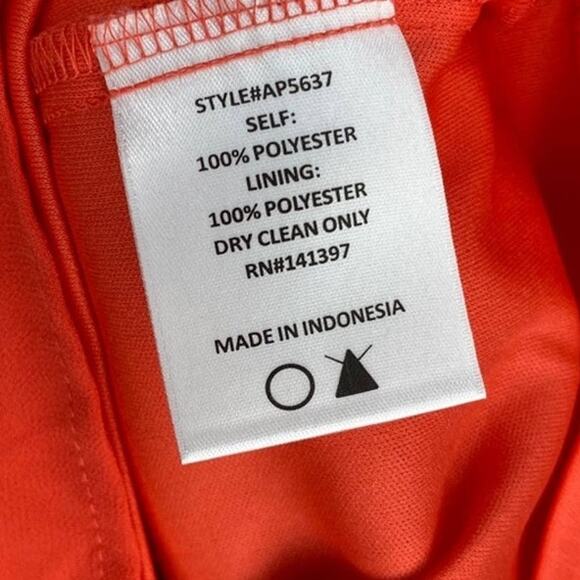 STYLE#AP5637
SELF:
100% POLYESTER
LINING:
100% POLYESTER
DRY CLEAN ONLY
RN#141397
MADE IN INDONESIA